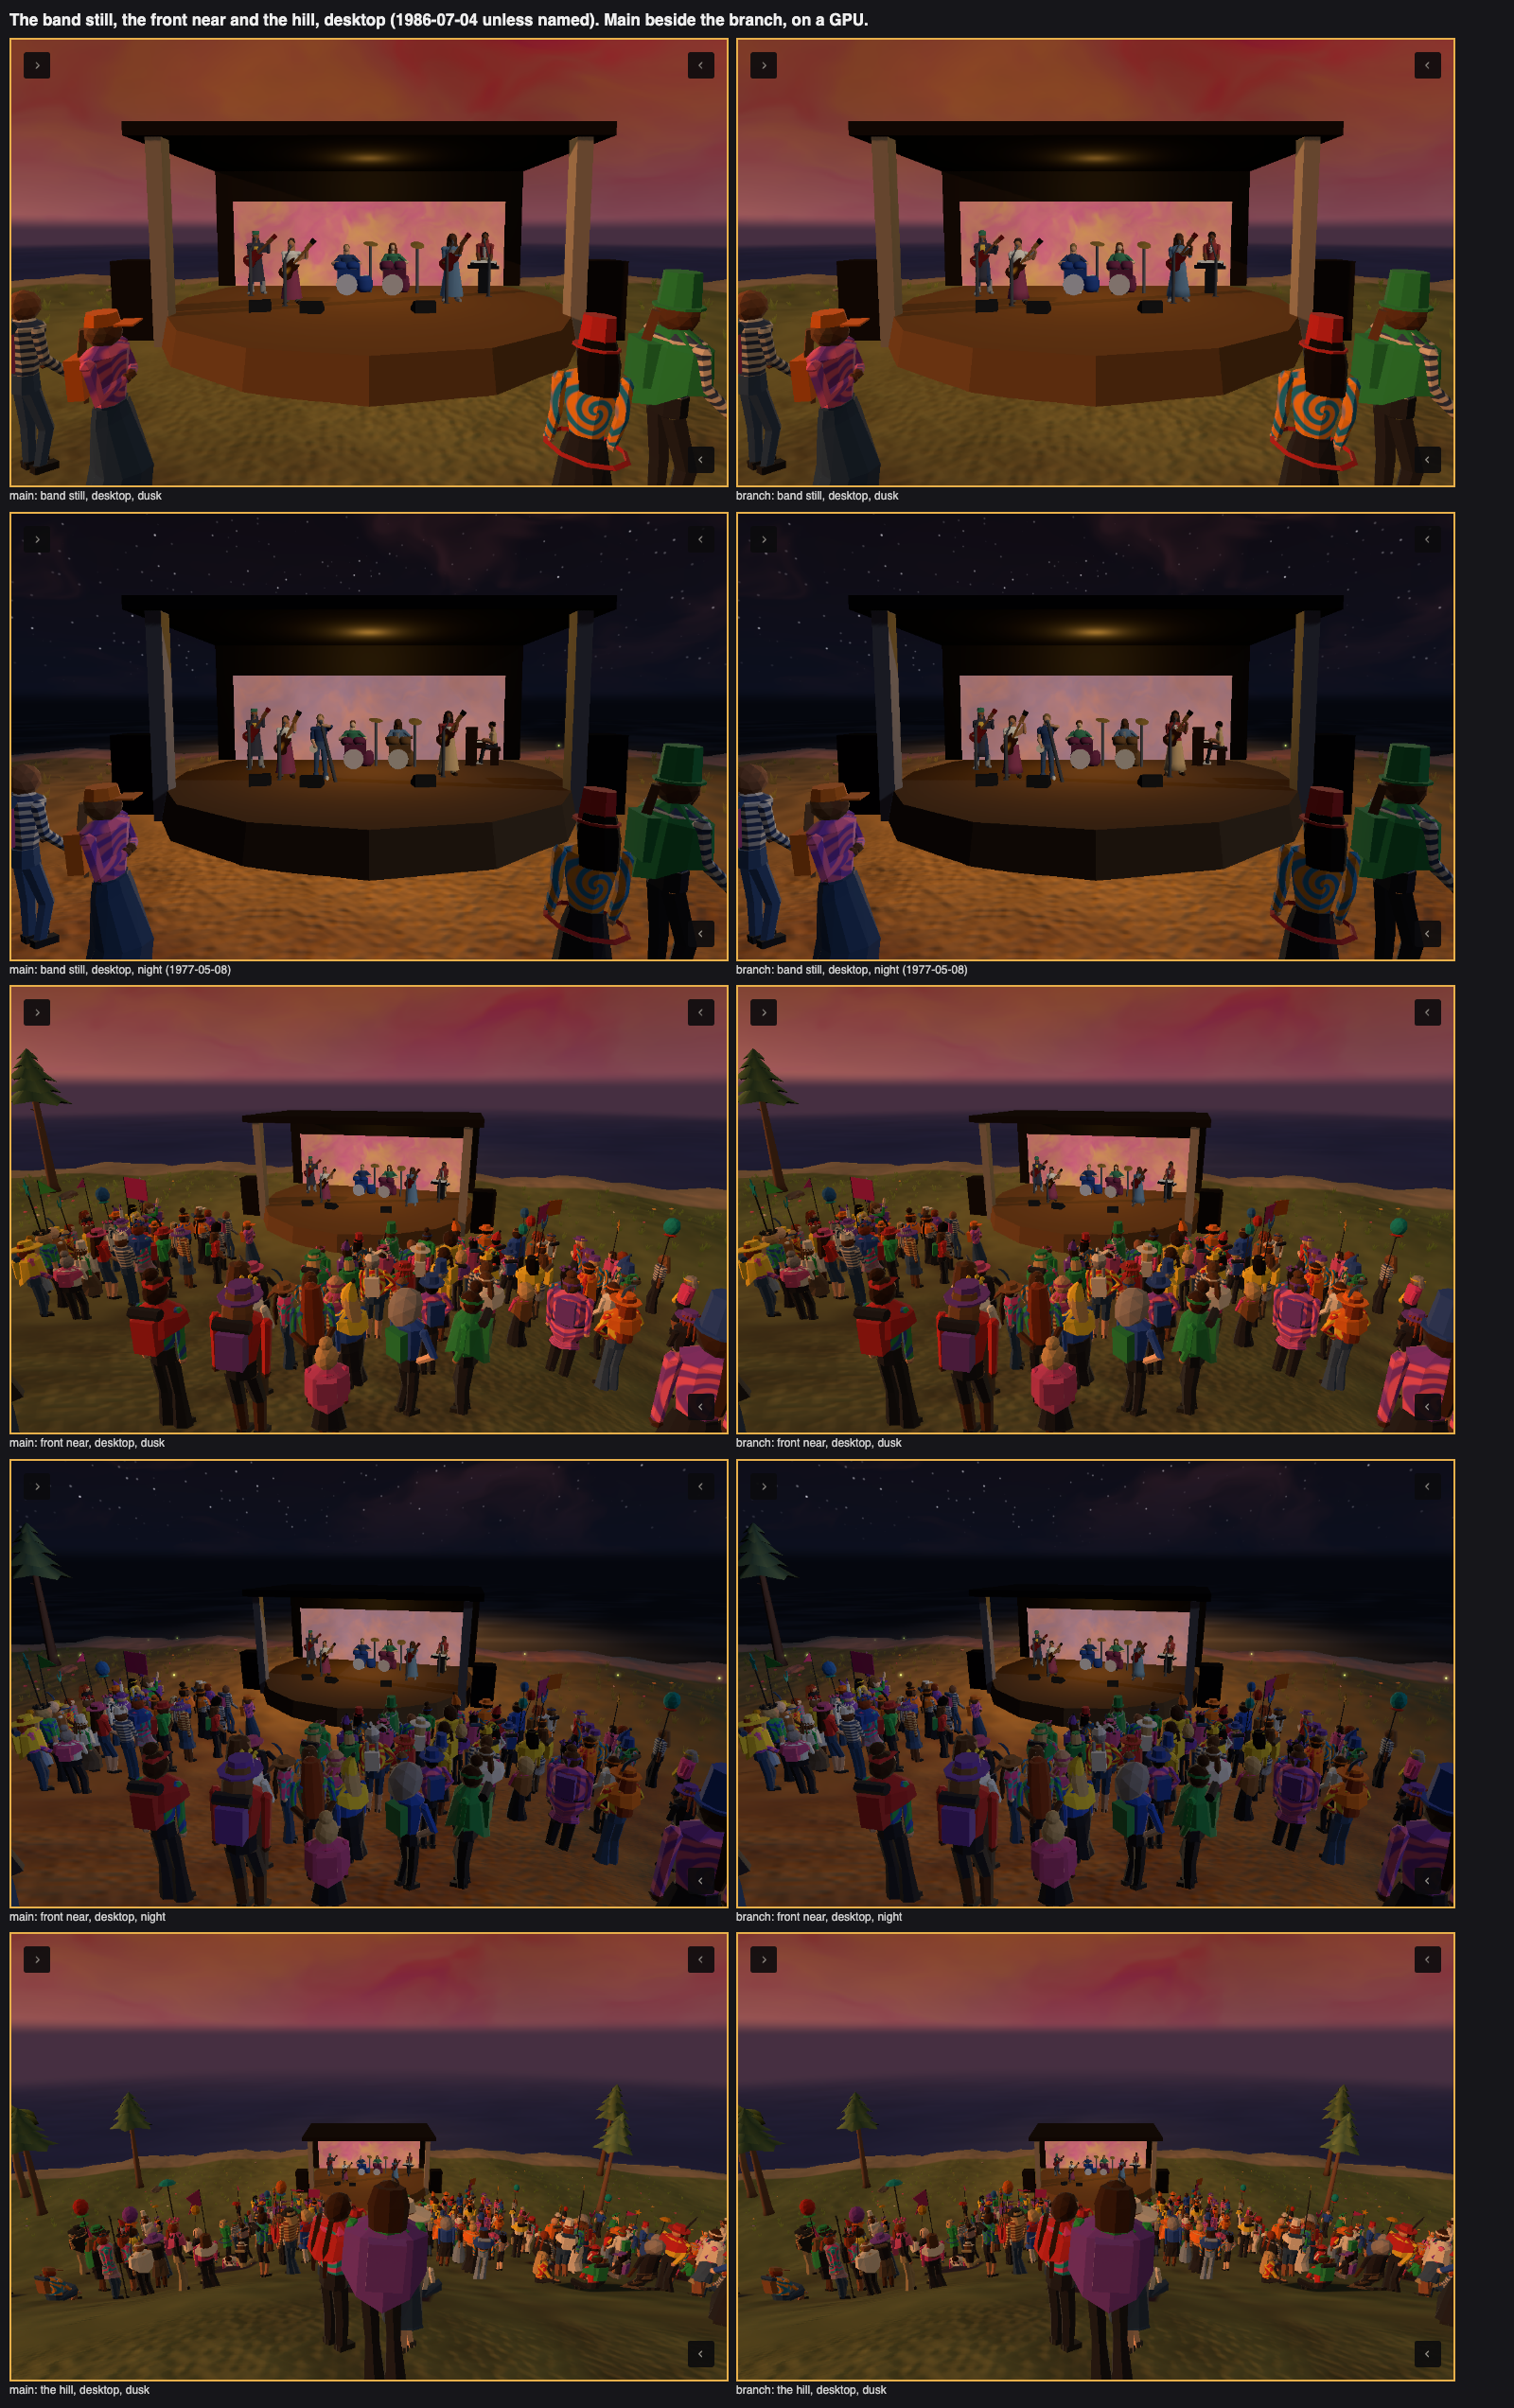 The band still, the front near and the hill, desktop (1986-07-04 unless named). Main beside the branch, on a GPU.
main: band still, desktop, dusk
branch: band still, desktop, dusk
main: band still, desktop, night (1977-05-08)
branch: band still, desktop, night (1977-05-08)
main: front near, desktop, dusk
branch: front near, desktop, dusk
main: front near, desktop, night
branch: front near, desktop, night
main: the hill, desktop, dusk
branch: the hill, desktop, dusk